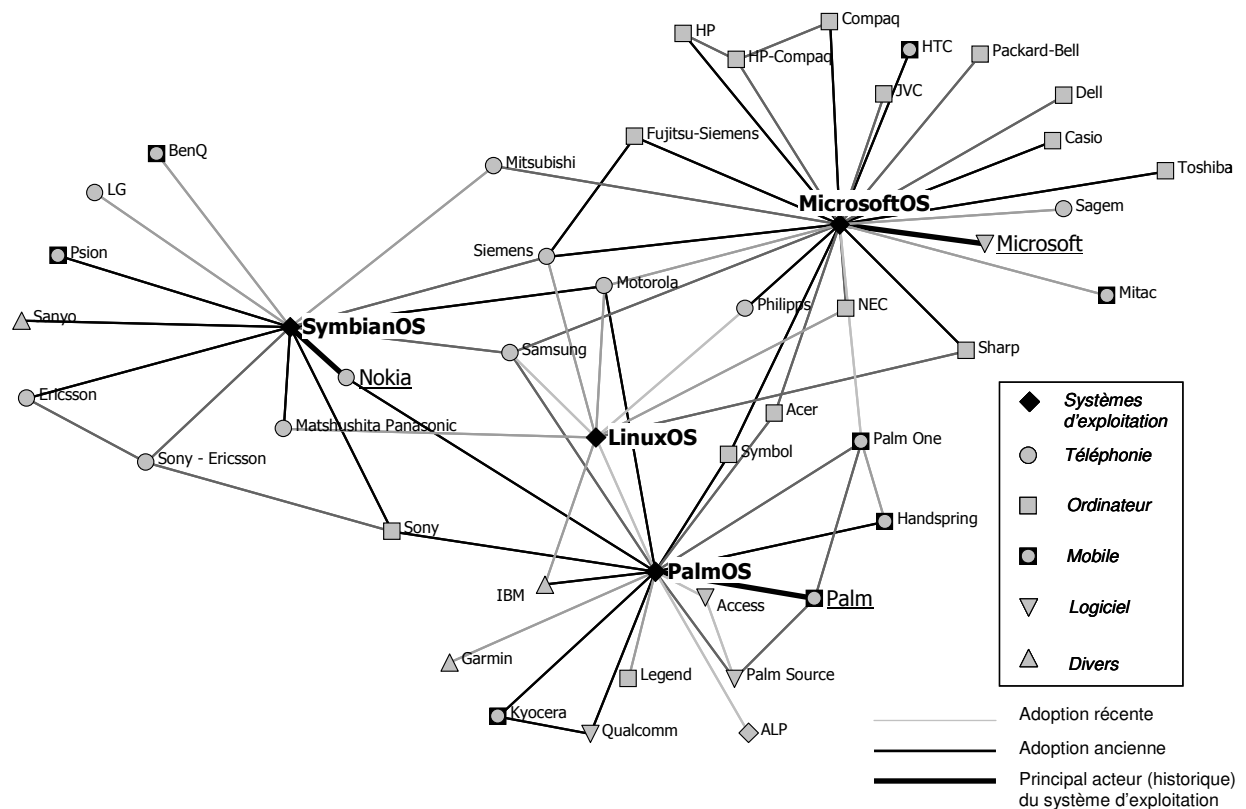 Compaq
HP
HTC
HP-Compaq
Packard-Bell
JVC
Dell
Fujitsu-Siemens
Casio
BenQ
Mitsubishi
Toshiba
LG
MicrosoftOS
Sagem
Microsoft
Psion
Siemens
Motorola
Philipps
NEC
Mitac
Sanyo
SymbianOS
Samsung
Sharp
Nokia
Ericsson
Acer
Matshushita Panasonic
LinuxOS
Palm One
Symbol
Sony - Ericsson
Sony
Handspring
PalmOS
IBM
Access
Palm
Garmin
Legend
Palm Source
Kyocera
Qualcomm
ALP
Systèmes
d'exploitation
Téléphonie
Ordinateur
Mobile
Logiciel
Divers
Adoption récente
Adoption ancienne
Principal acteur (historique)
du système d'exploitation